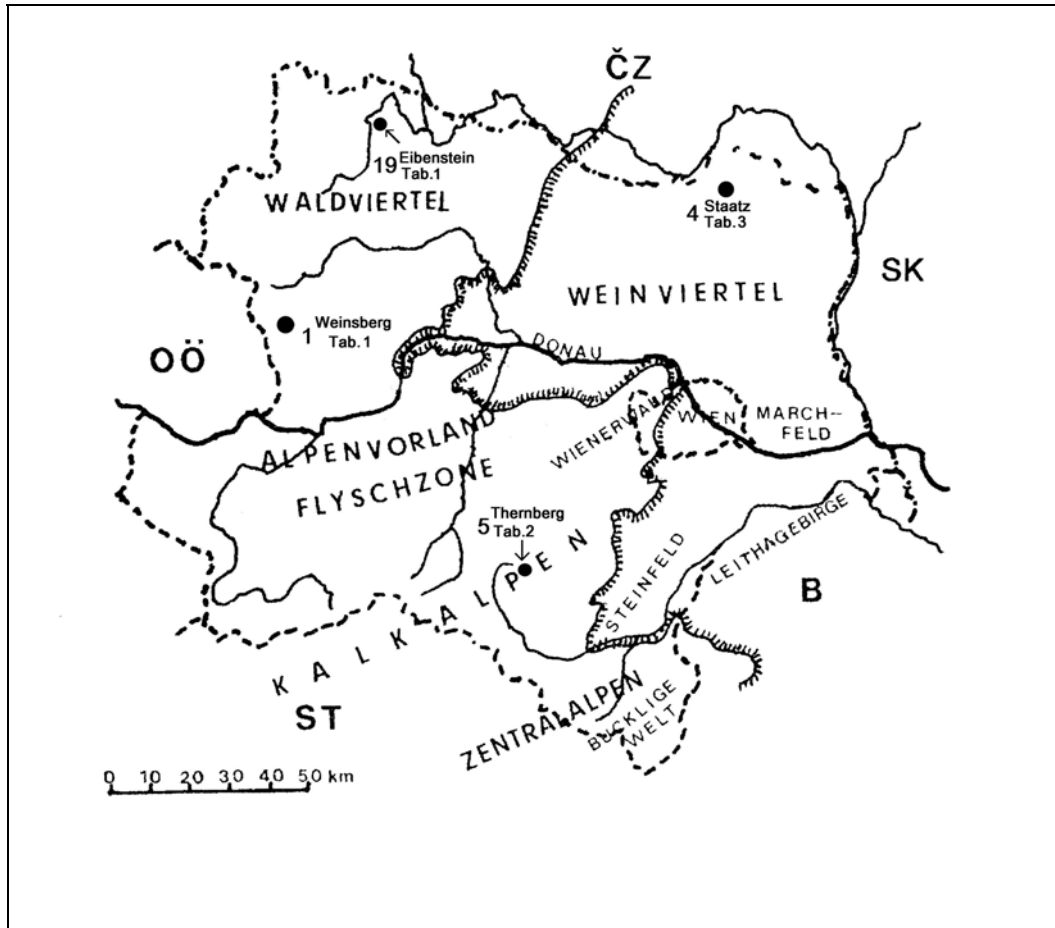 ČZ
19 Eibenstein
Tab.1
WALDVIERTEL
4 Staatz
Tab.3
SK
WEINVIERTEL
1 Weinsberg
Tab.1
OÖ
DONAU
WIENERWALD
WIEN
MARCH-
FELD
ALPENVORLAND
FLYSCHZONE
5 Thernberg
Tab.2
STEINFELD
LEITHAGEBIRGE
B
KALKALPEN
ST
ZENTRALALPEN
BUCKLIGE
WELT
0 10 20 30 40 50 km